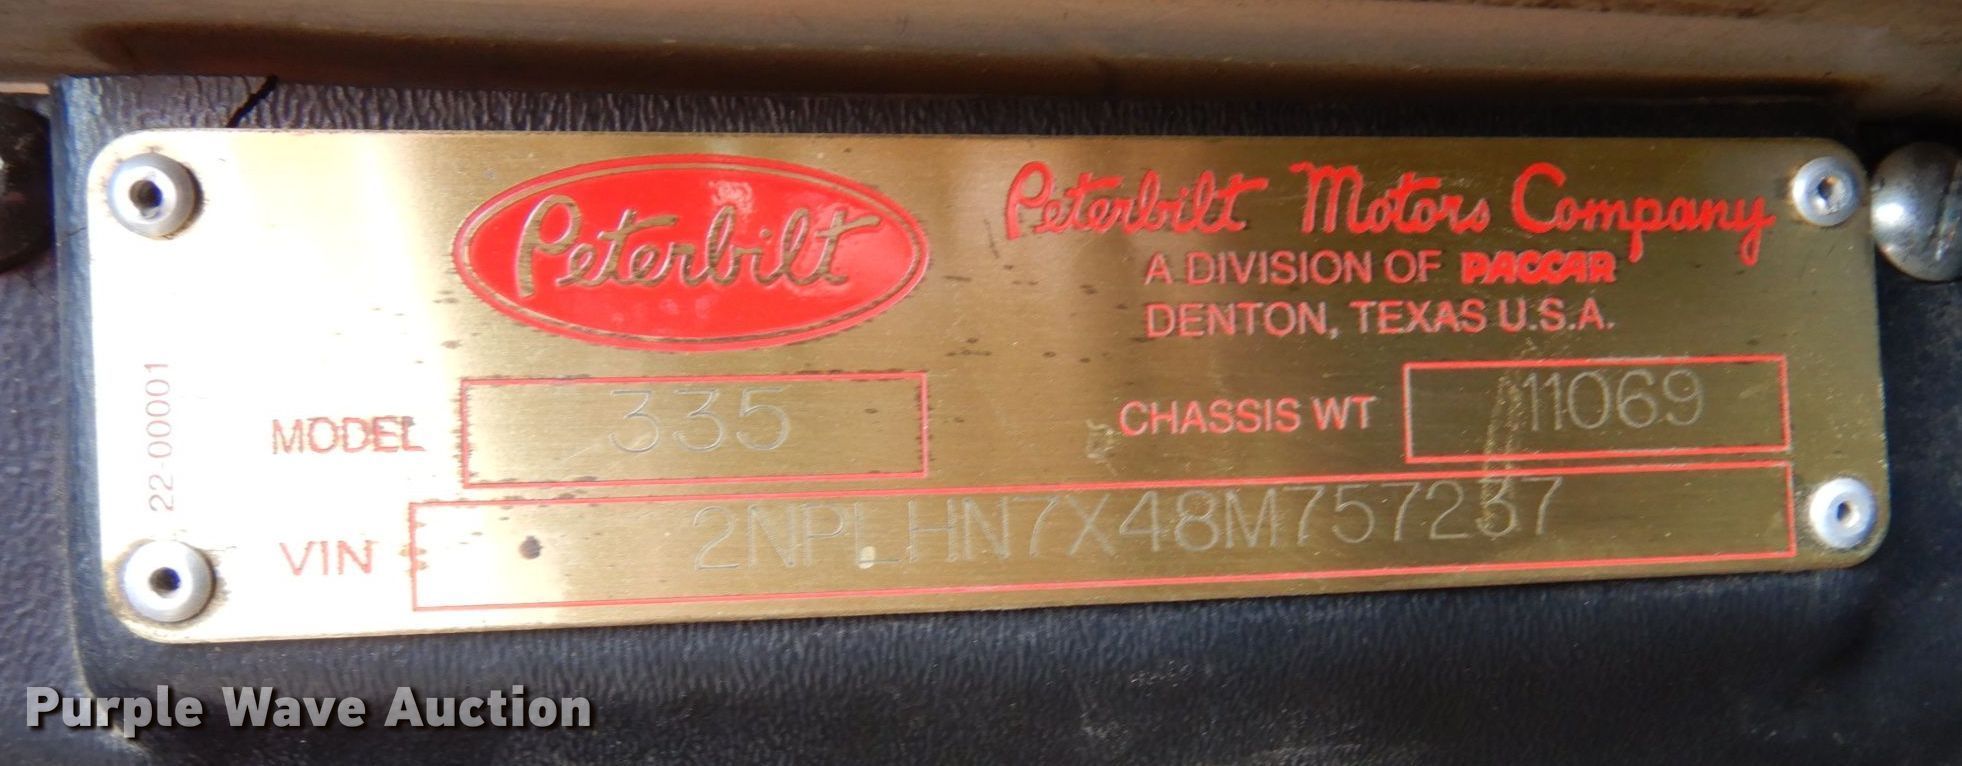 Peterbilt
Peterbilt Motors Company
A DIVISION OF PACCAR
DENTON, TEXAS U.S.A.
22-00001
MODEL 335
CHASSIS WT 11069
VIN 2NPLHN7X48M757237
Purple Wave Auction